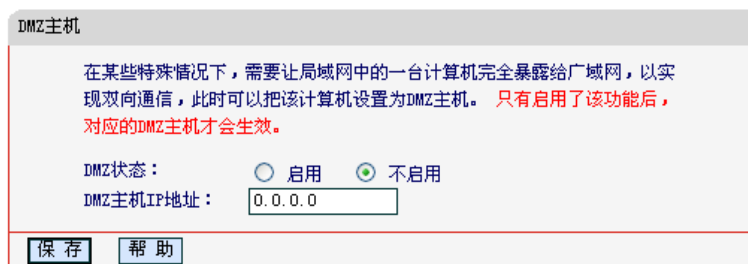 DMZ主机
在某些特殊情况下，需要让局域网中的一台计算机完全暴露给广域网，以实
现双向通信，此时可以把该计算机设置为DMZ主机。 只有启用了该功能后，
对应的DMZ主机才会生效。
DMZ状态： 启用 不启用
DMZ主机IP地址： 0.0.0.0
保 存 帮 助